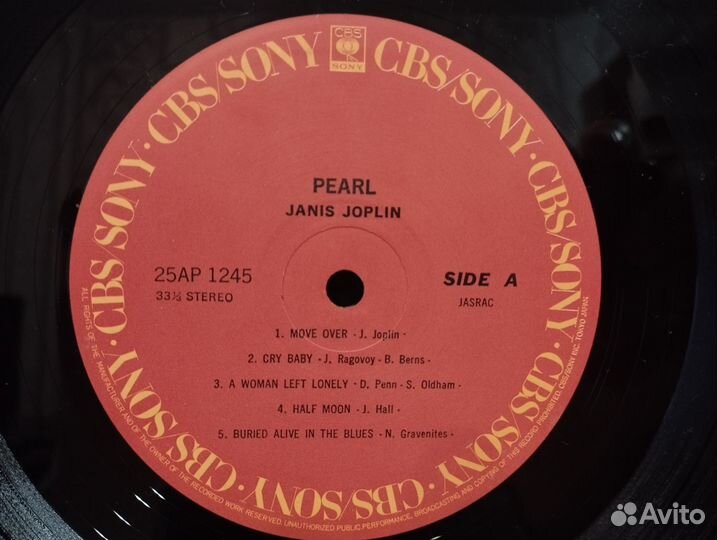 CBS
SONY
CBS/SONY · CBS/SONY · CBS/SONY · CBS/SONY · CBS/SONY · CBS/SONY · CBS/SONY · CBS/SONY
PEARL
JANIS JOPLIN
25AP 1245
33⅓ STEREO
SIDE A
JASRAC
1. MOVE OVER - J. Joplin -
2. CRY BABY - J. Ragovoy - B. Berns -
3. A WOMAN LEFT LONELY - D. Penn - S. Oldham -
4. HALF MOON - J. Hall -
5. BURIED ALIVE IN THE BLUES - N. Gravenites -
ALL RIGHTS OF THE MANUFACTURER AND OF THE OWNER OF THE RECORDED WORK RESERVED. UNAUTHORIZED PUBLIC PERFORMANCE, BROADCASTING AND COPYING OF THIS RECORD PROHIBITED. CBS/SONY INC. TOKYO JAPAN
Avito